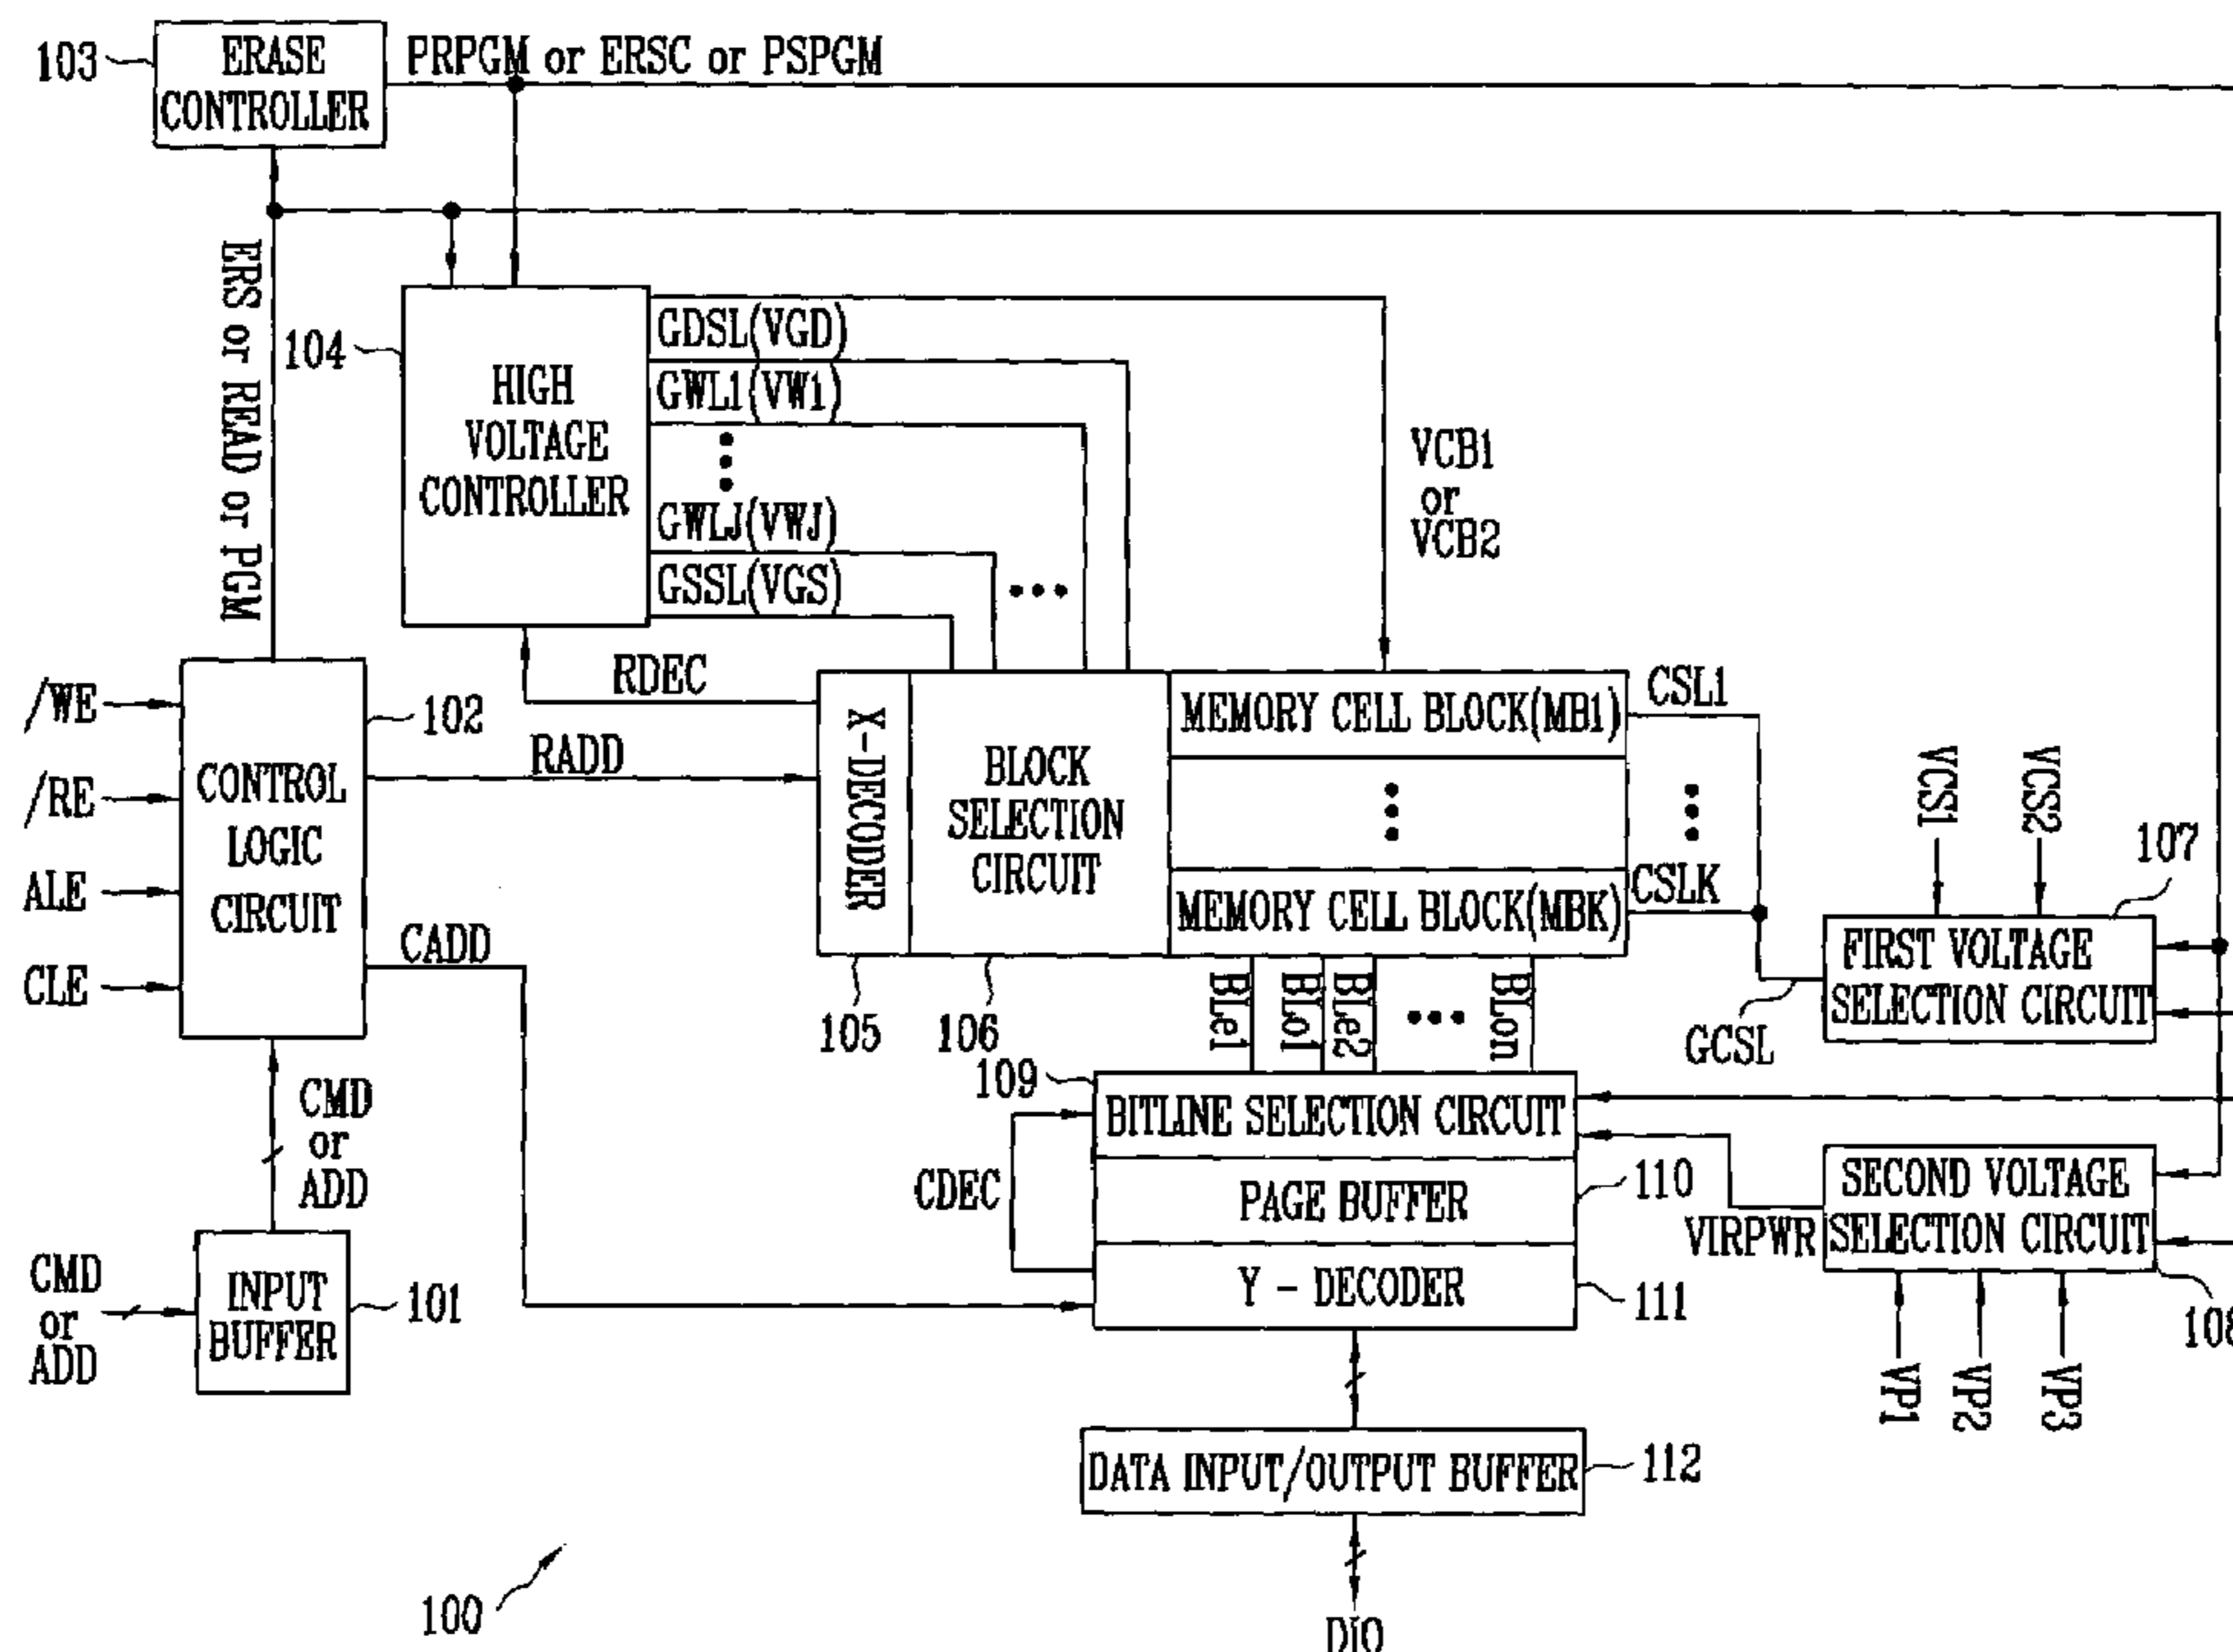 103
ERASE
CONTROLLER
PRPGM or ERSC or PSPGM
ERS or READ or PGM
104
HIGH
VOLTAGE
CONTROLLER
GDSL(VGD)
GWL1(VW1)
GWLJ(VWJ)
GSSL(VGS)
VCB1
or
VCB2
/WE
/RE
ALE
CLE
CONTROL
LOGIC
CIRCUIT
102
RDEC
RADD
CADD
X-DECODER
BLOCK
SELECTION
CIRCUIT
MEMORY CELL BLOCK(MB1)
MEMORY CELL BLOCK(MBK)
CSL1
CSLK
VCS1
VCS2
107
FIRST VOLTAGE
SELECTION CIRCUIT
GCSL
105
106
BLe1
BLo1
BLe2
BLon
109
BITLINE SELECTION CIRCUIT
PAGE BUFFER
110
Y - DECODER
111
CDEC
VIRPWR
SECOND VOLTAGE
SELECTION CIRCUIT
108
VP1
VP2
VP3
CMD
or
ADD
CMD
or
ADD
INPUT
BUFFER
101
DATA INPUT/OUTPUT BUFFER
112
DIO
100